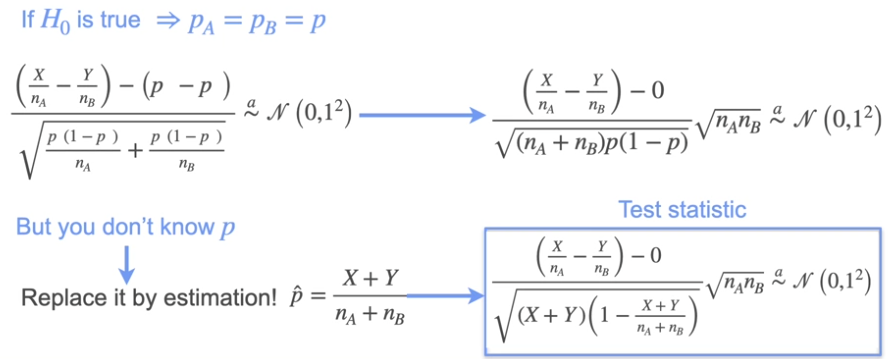 If $H_0$ is true $\Rightarrow p_A = p_B = p$
$\frac{\left(\frac{X}{n_A} - \frac{Y}{n_B}\right) - (p - p)}{\sqrt{\frac{p(1-p)}{n_A} + \frac{p(1-p)}{n_B}}} \overset{a}{\sim} \mathcal{N}(0,1^2)$ → $\frac{\left(\frac{X}{n_A} - \frac{Y}{n_B}\right) - 0}{\sqrt{(n_A + n_B)p(1-p)}} \sqrt{n_A n_B} \overset{a}{\sim} \mathcal{N}(0,1^2)$
But you don't know $p$
Replace it by estimation! $\hat{p} = \frac{X+Y}{n_A + n_B}$
Test statistic
$\frac{\left(\frac{X}{n_A} - \frac{Y}{n_B}\right) - 0}{\sqrt{(X+Y)\left(1 - \frac{X+Y}{n_A + n_B}\right)}} \sqrt{n_A n_B} \overset{a}{\sim} \mathcal{N}(0,1^2)$